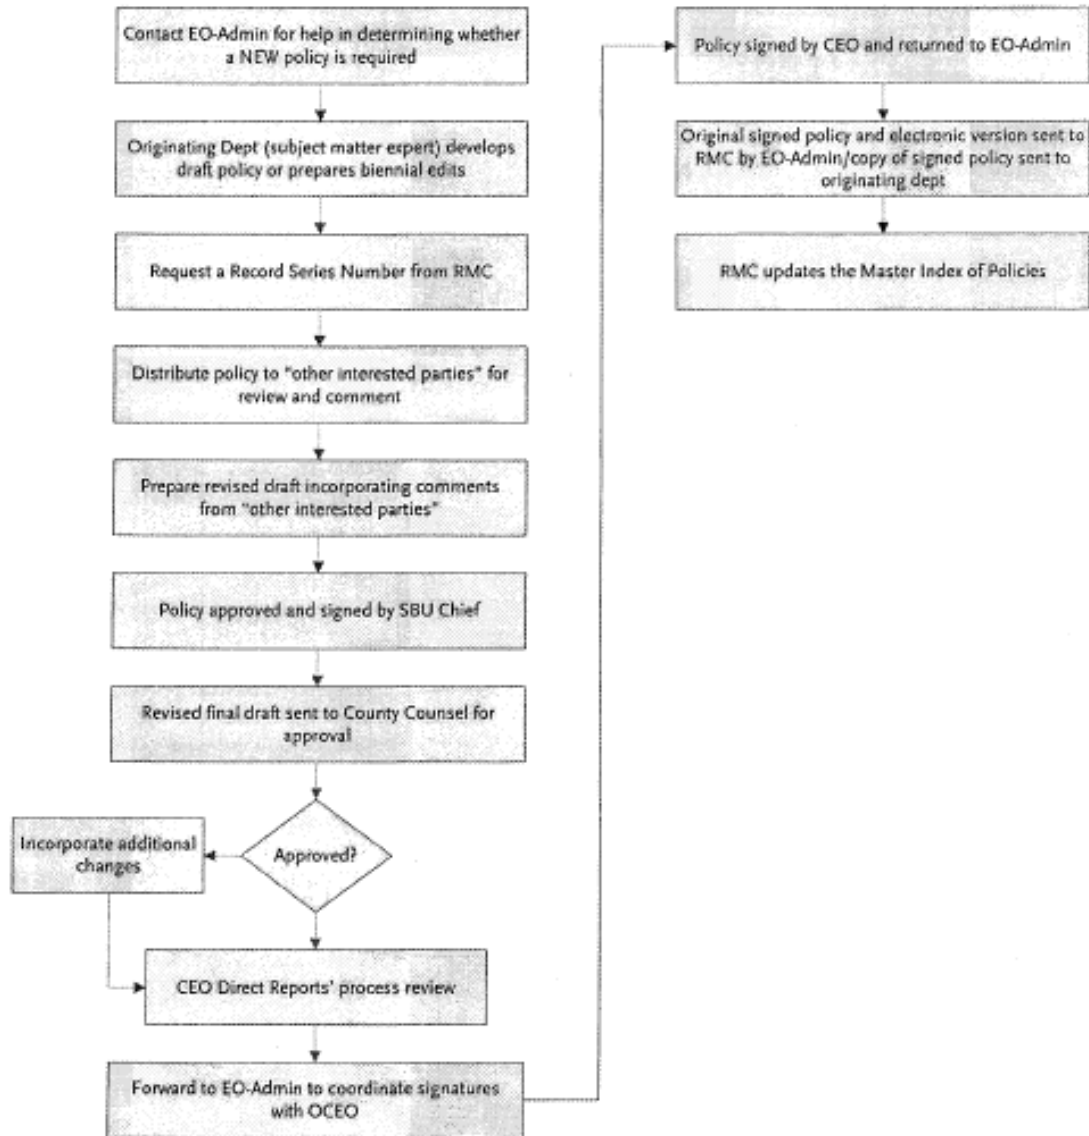 Contact EO-Admin for help in determining whether
a NEW policy is required
Originating Dept (subject matter expert) develops
draft policy or prepares biennial edits
Request a Record Series Number from RMC
Distribute policy to "other interested parties" for
review and comment
Prepare revised draft incorporating comments
from "other interested parties"
Policy approved and signed by SBU Chief
Revised final draft sent to County Counsel for
approval
Approved?
Incorporate additional
changes
CEO Direct Reports' process review
Forward to EO-Admin to coordinate signatures
with OCEO
Policy signed by CEO and returned to EO-Admin
Original signed policy and electronic version sent to
RMC by EO-Admin/copy of signed policy sent to
originating dept
RMC updates the Master Index of Policies